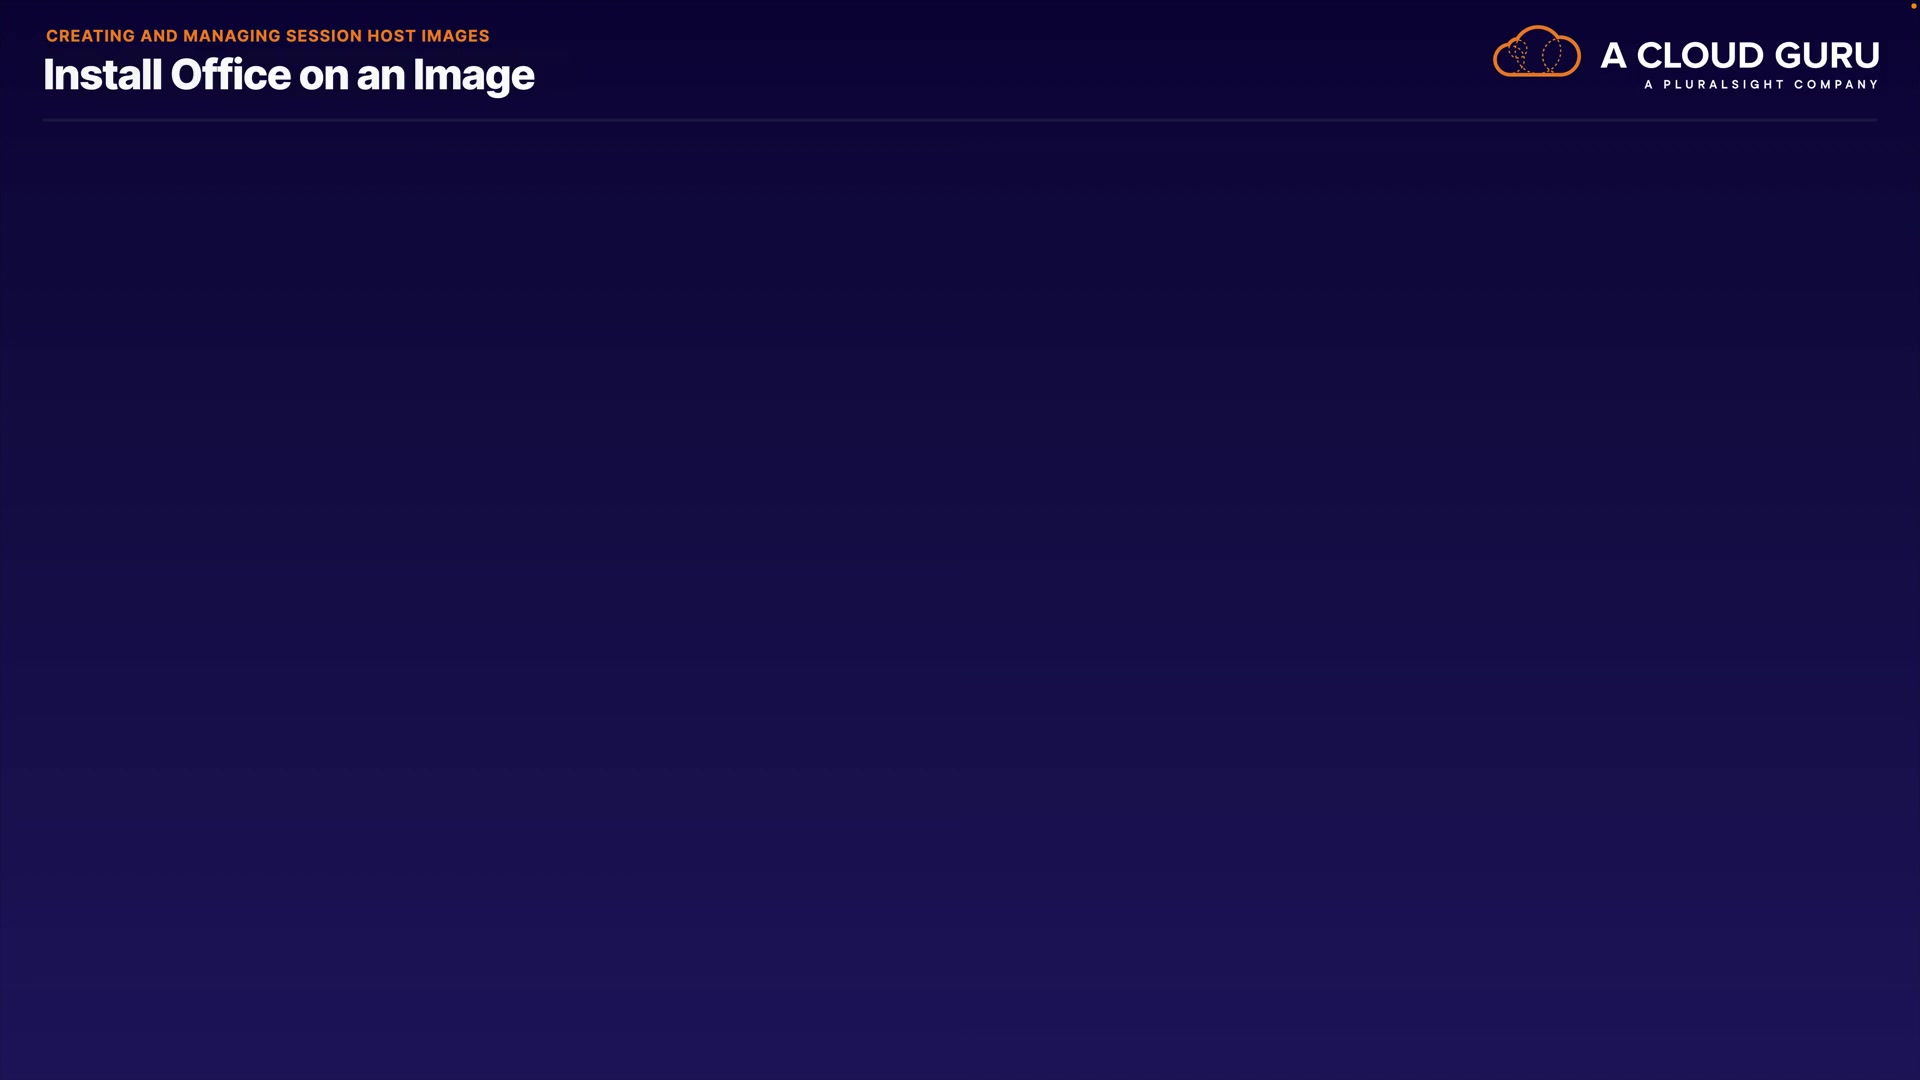 CREATING AND MANAGING SESSION HOST IMAGES
Install Office on an Image
A CLOUD GURU
A PLURALSIGHT COMPANY